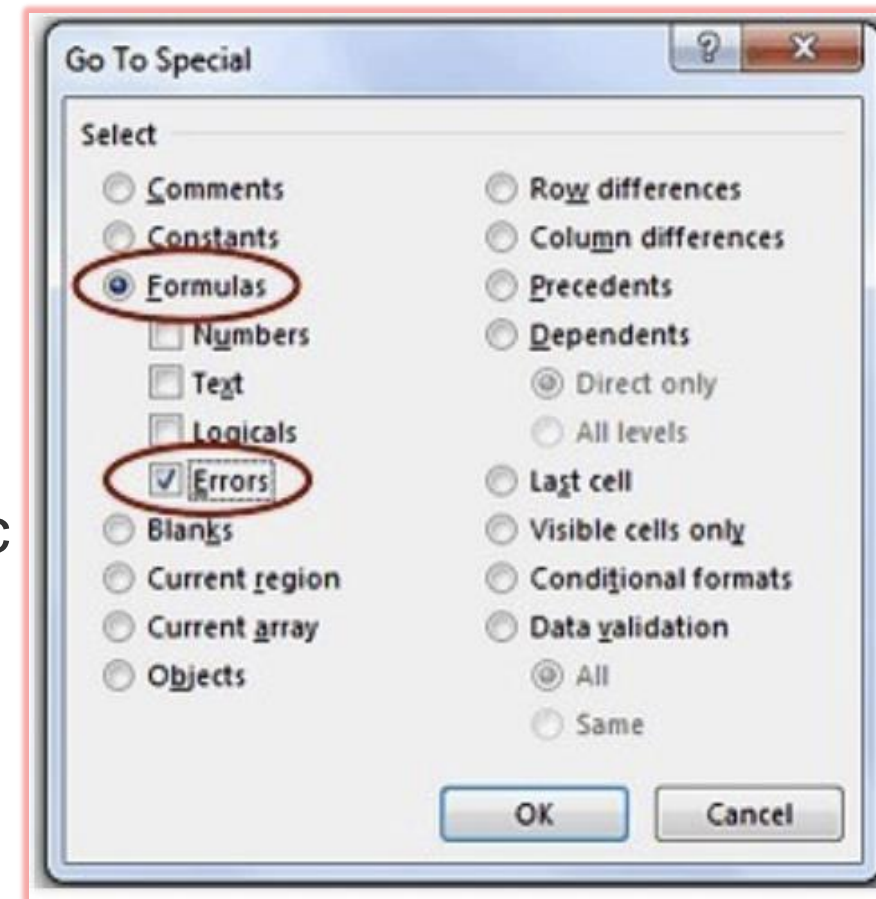 Go To Special
Select
Comments
Constants
Formulas
Numbers
Text
Logicals
Errors
Blanks
Current region
Current array
Objects
Row differences
Column differences
Precedents
Dependents
Direct only
All levels
Last cell
Visible cells only
Conditional formats
Data validation
All
Same
OK
Cancel
c